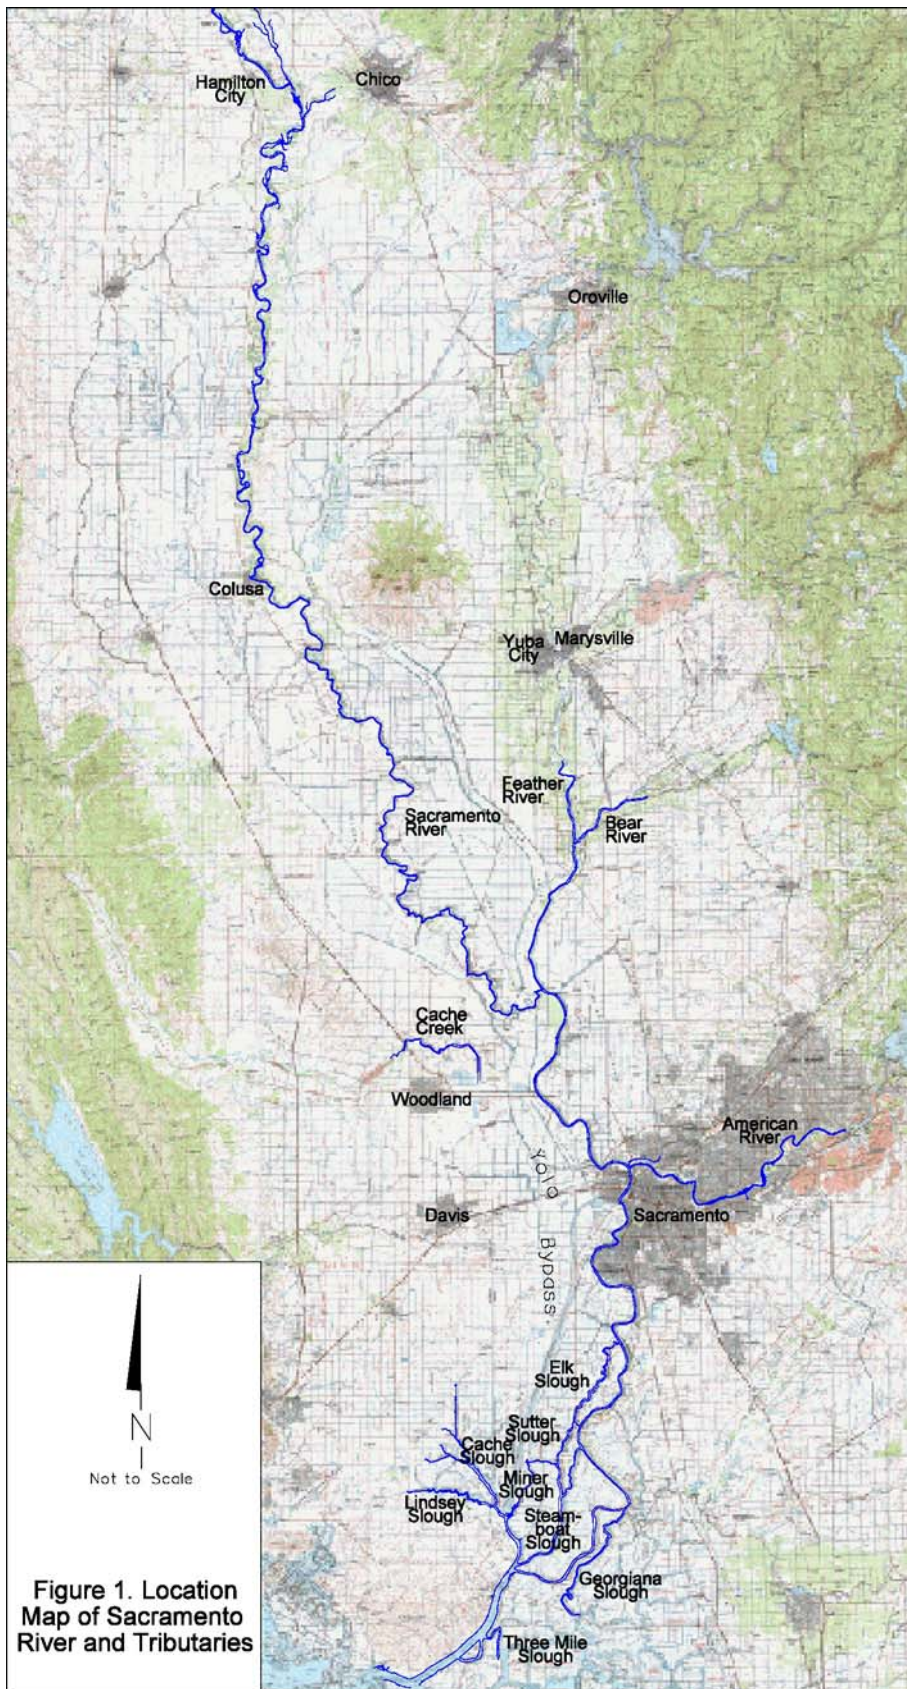 Hamilton
City
Chico
Oroville
Colusa
Yuba
City
Marysville
Feather
River
Bear
River
Sacramento
River
Cache
Creek
Woodland
American
River
Yolo Bypass
Davis
Sacramento
Elk
Slough
Sutter
Slough
Cache
Slough
Miner
Slough
Lindsey
Slough
Steam-
boat
Slough
Georgiana
Slough
Three Mile
Slough
N
Not to Scale
Figure 1. Location
Map of Sacramento
River and Tributaries